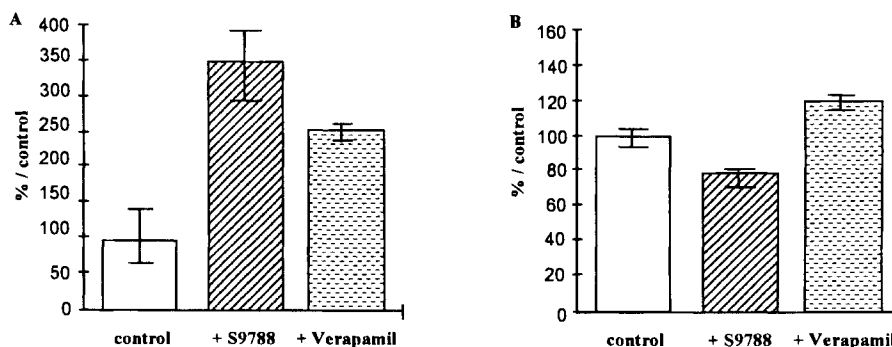 A
% / control
400
350
300
250
200
150
100
50
0
control
+ S9788
+ Verapamil
B
% / control
160
140
120
100
80
60
40
20
0
control
+ S9788
+ Verapamil